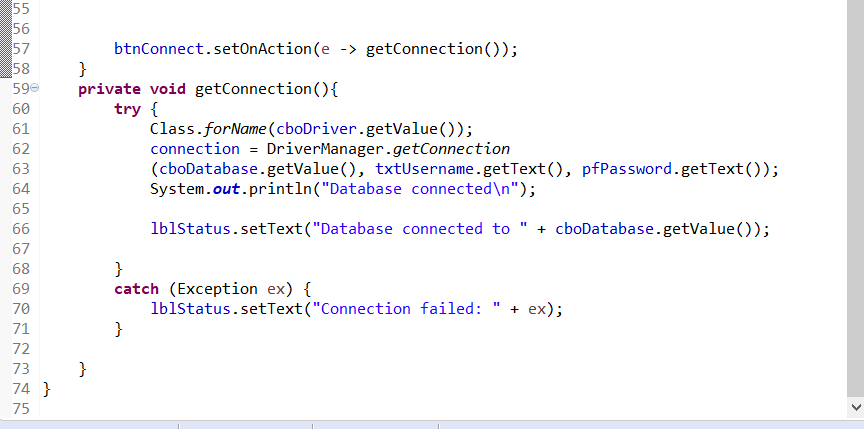 55
56
57 btnConnect.setOnAction(e -> getConnection());
58 }
59 private void getConnection(){
60 try {
61 Class.forName(cboDriver.getValue());
62 connection = DriverManager.getConnection
63 (cboDatabase.getValue(), txtUsername.getText(), pfPassword.getText());
64 System.out.println("Database connected\n");
65
66 lblStatus.setText("Database connected to " + cboDatabase.getValue());
67
68 }
69 catch (Exception ex) {
70 lblStatus.setText("Connection failed: " + ex);
71 }
72
73 }
74 }
75